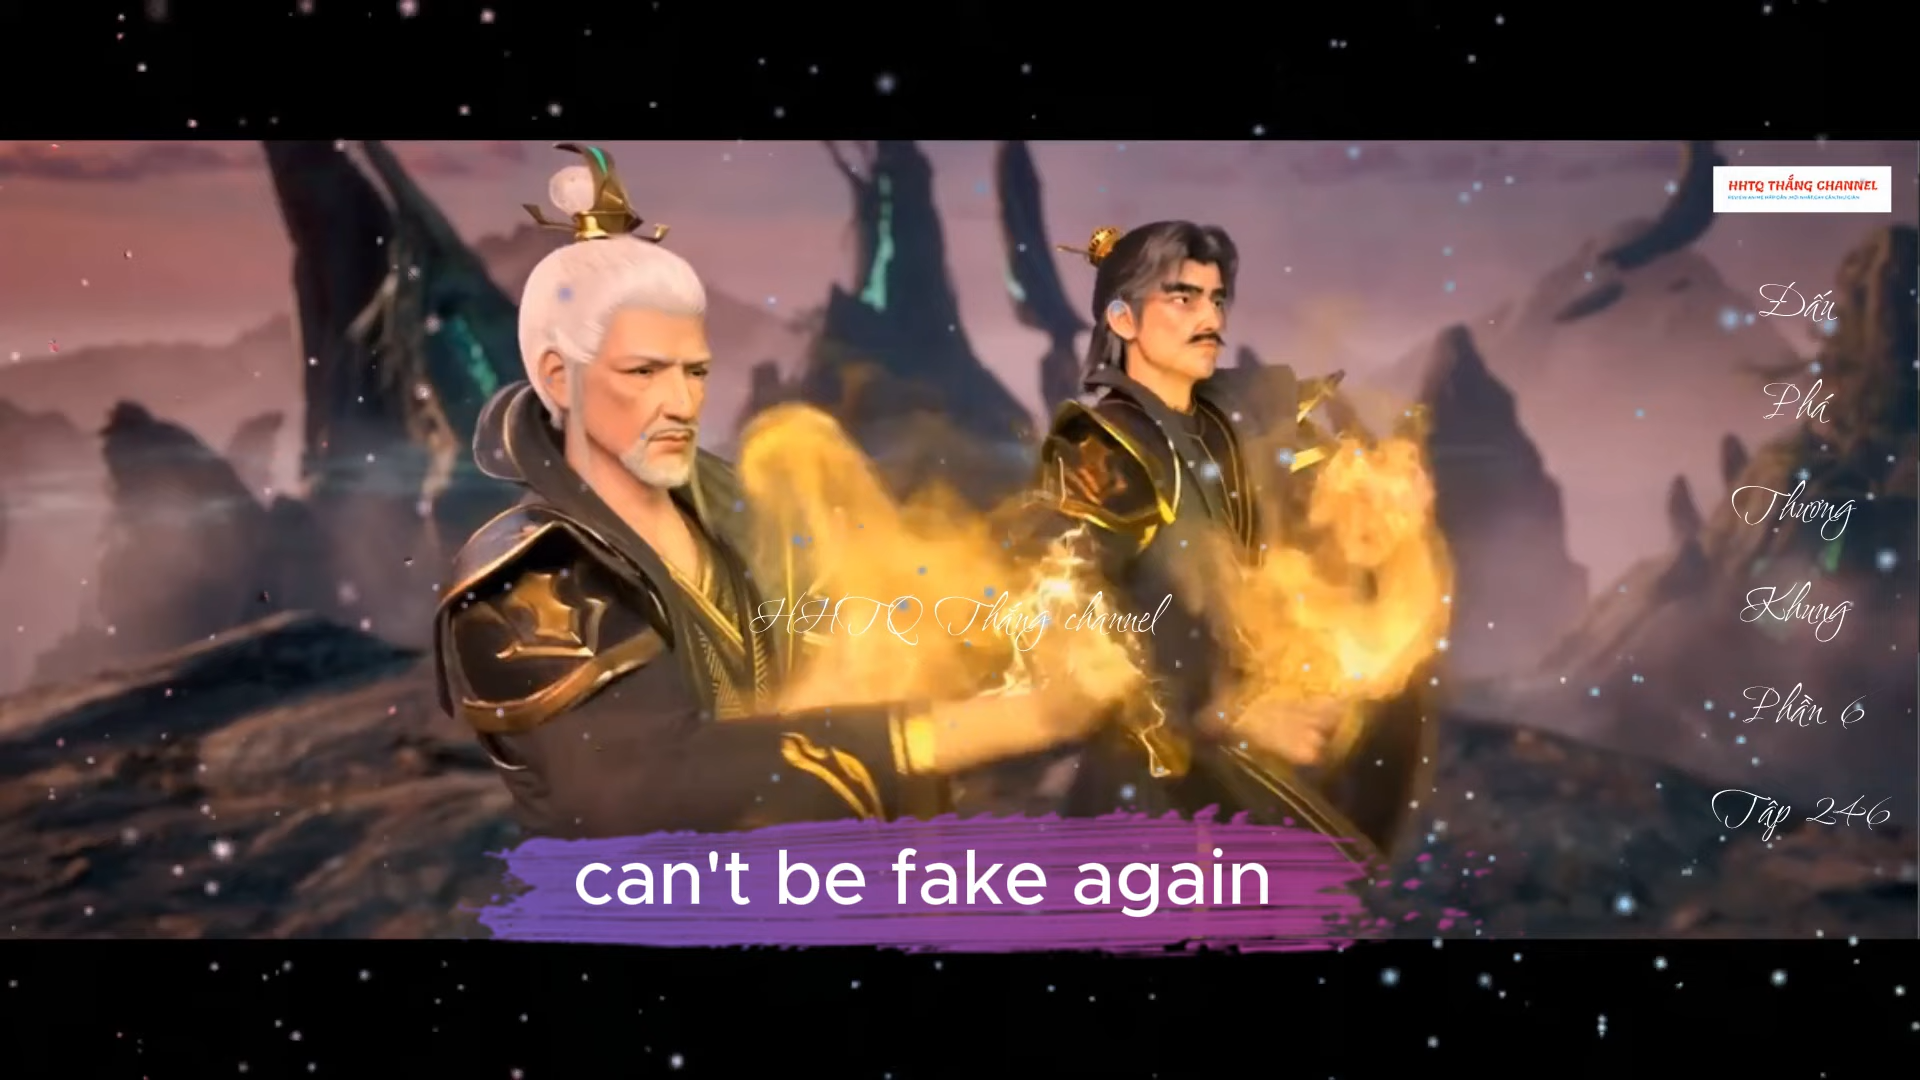 HHTQ THẮNG CHANNEL
Đấu
Phá
Thương
Khung
Phần 6
Tập 246
HHTQ Thắng channel
can't be fake again